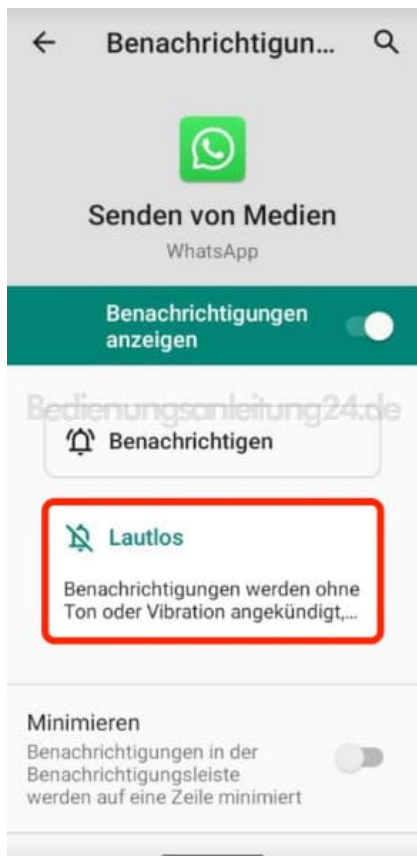 Benachrichtigun...
Senden von Medien
WhatsApp
Benachrichtigungen
anzeigen
Bedienungsanleitung24.de
Benachrichtigen
Lautlos
Benachrichtigungen werden ohne
Ton oder Vibration angekündigt,...
Minimieren
Benachrichtigungen in der
Benachrichtigungsleiste
werden auf eine Zeile minimiert